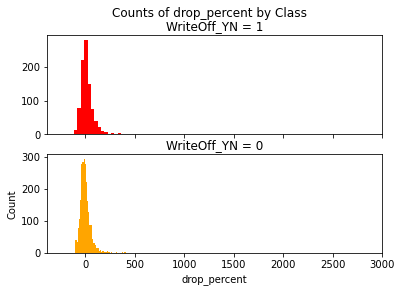 Counts of drop_percent by Class
WriteOff_YN = 1
200
100
0
WriteOff_YN = 0
300
200
100
0
Count
0 500 1000 1500 2000 2500 3000
drop_percent